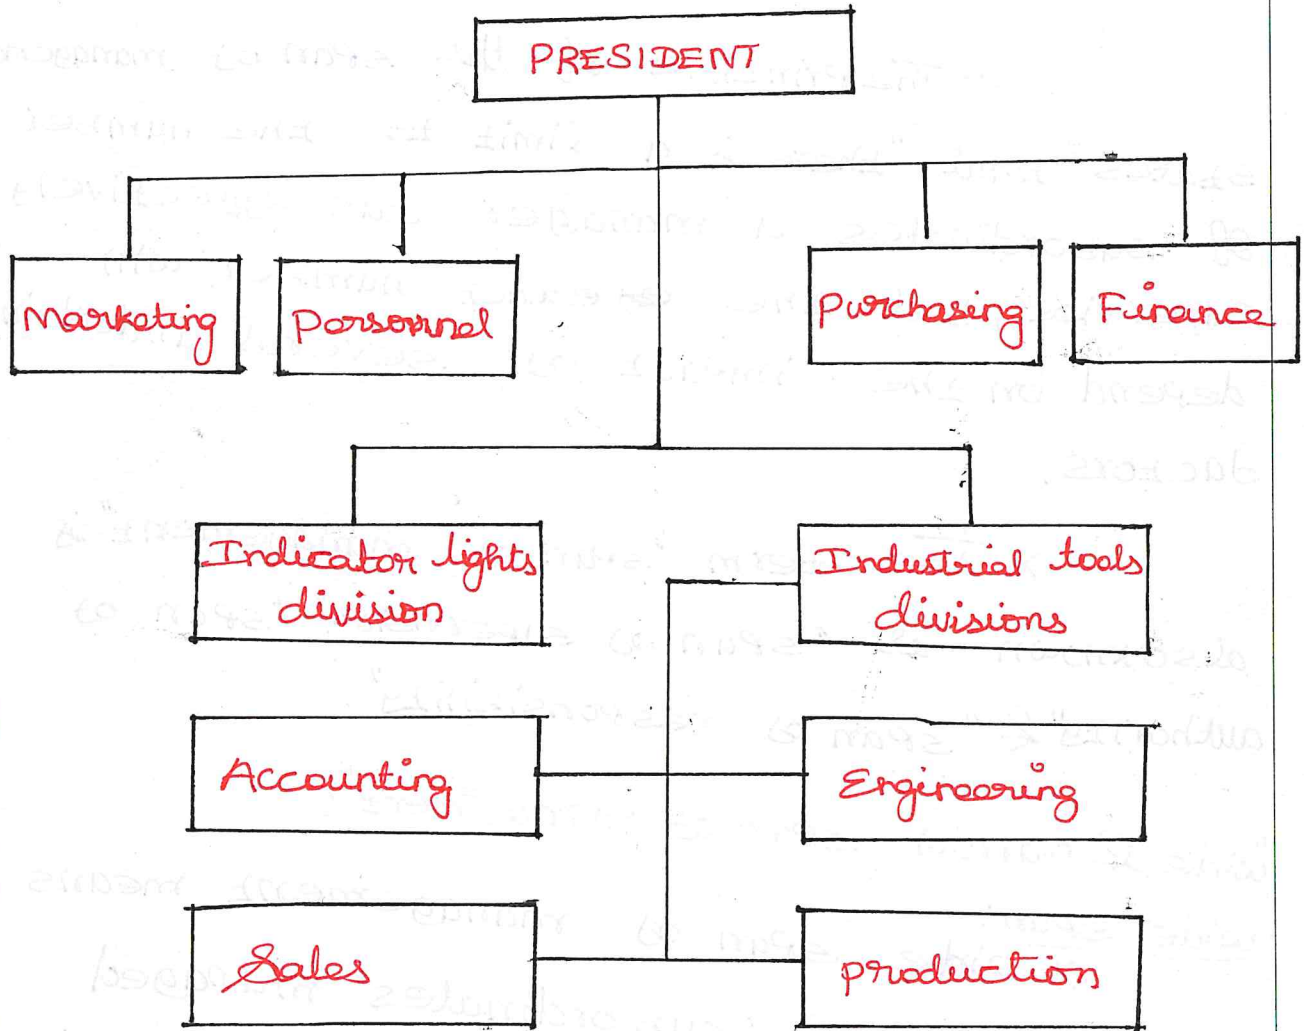 PRESIDENT
Marketing
Personnel
Purchasing
Finance
Indicator lights
division
Industrial tools
divisions
Accounting
Engineering
Sales
production